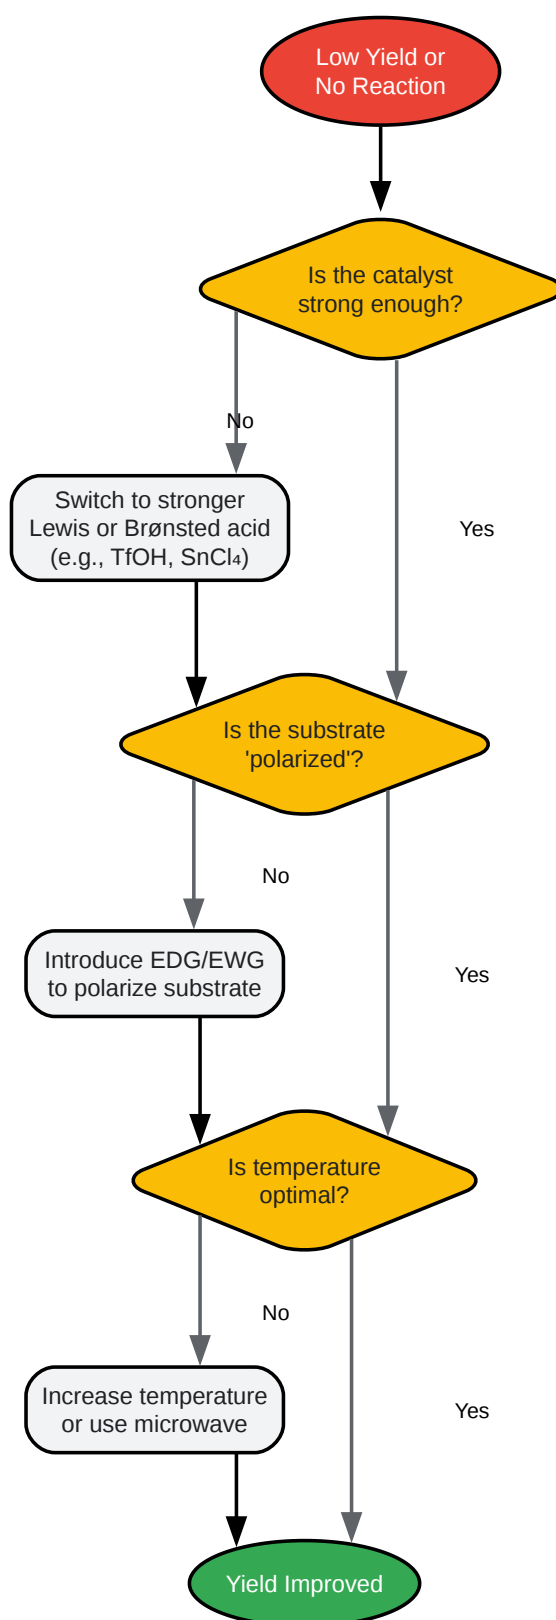 Low Yield or
No Reaction
Is the catalyst
strong enough?
No
Switch to stronger
Lewis or Brønsted acid
(e.g., TfOH, SnCl₄)
Yes
Is the substrate
'polarized'?
No
Introduce EDG/EWG
to polarize substrate
Yes
Is temperature
optimal?
No
Increase temperature
or use microwave
Yes
Yield Improved